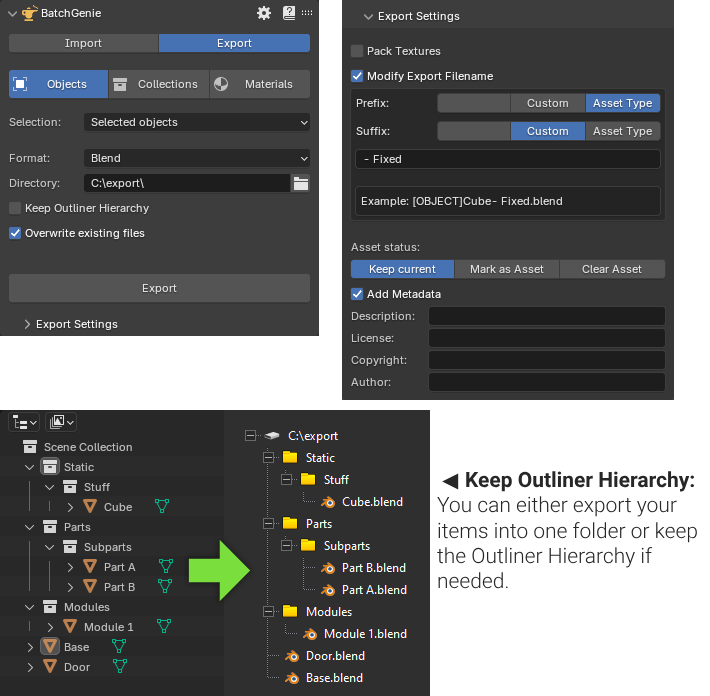 BatchGenie
Import Export
Objects Collections Materials
Selection: Selected objects
Format: Blend
Directory: C:\export\
Keep Outliner Hierarchy
Overwrite existing files
Export
Export Settings
Export Settings
Pack Textures
Modify Export Filename
Prefix: Custom Asset Type
Suffix: Custom Asset Type
- Fixed
Example: [OBJECT]Cube- Fixed.blend
Asset status:
Keep current Mark as Asset Clear Asset
Add Metadata
Description:
License:
Copyright:
Author:
Scene Collection
Static
Stuff
Cube
Parts
Subparts
Part A
Part B
Modules
Module 1
Base
Door
C:\export
Static
Stuff
Cube.blend
Parts
Subparts
Part B.blend
Part A.blend
Modules
Module 1.blend
Door.blend
Base.blend
◀ Keep Outliner Hierarchy:
You can either export your
items into one folder or keep
the Outliner Hierarchy if
needed.